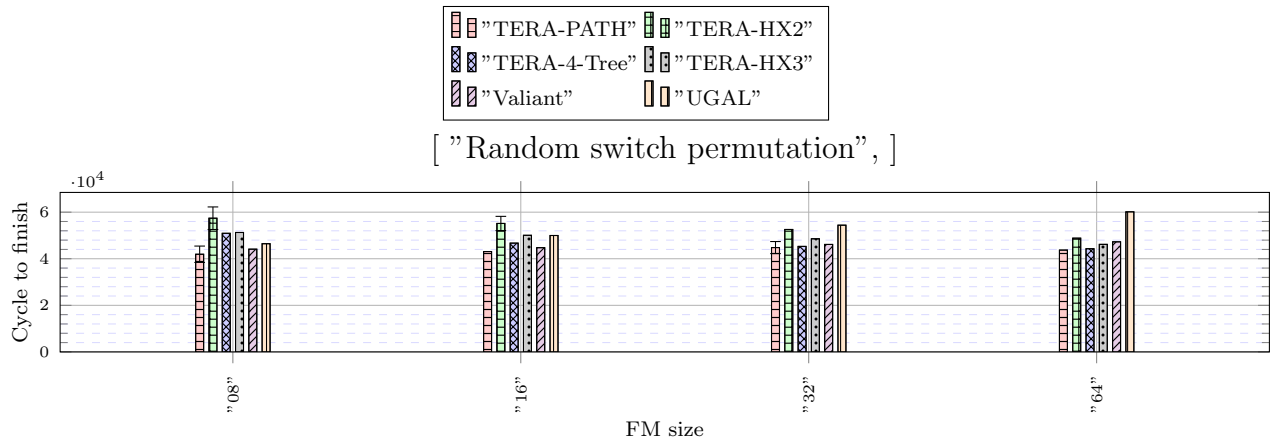 ”TERA-PATH” ”TERA-HX2”
”TERA-4-Tree” ”TERA-HX3”
”Valiant” ”UGAL”
[ ”Random switch permutation”, ]
·10⁴
6
4
2
0
Cycle to finish
”08” ”16” ”32” ”64”
FM size